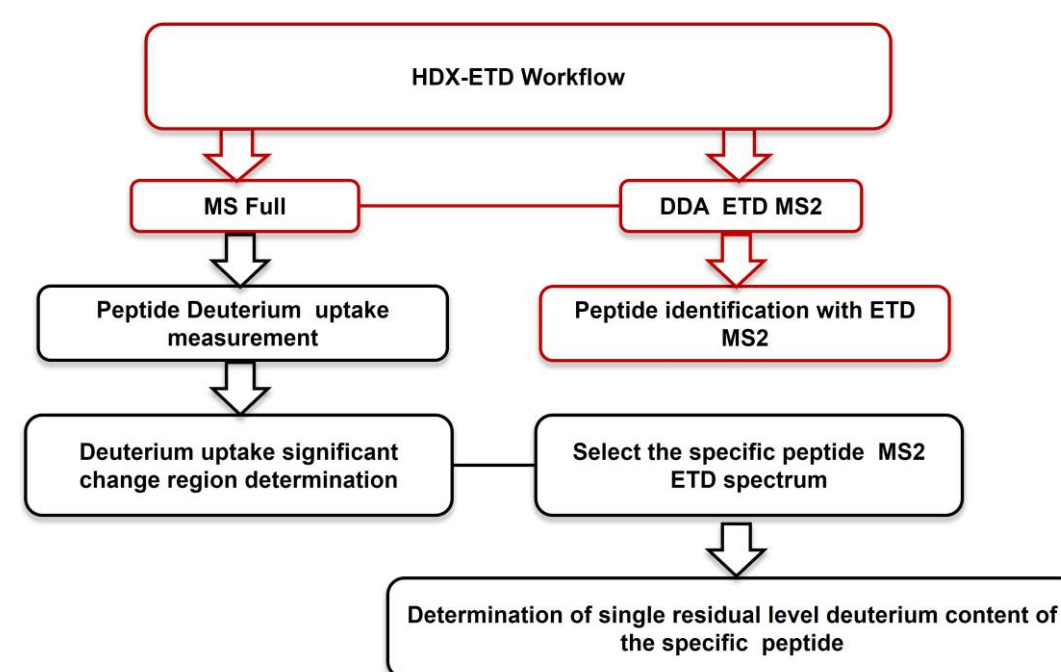 HDX-ETD Workflow
MS Full
DDA ETD MS2
Peptide Deuterium uptake
measurement
Peptide identification with ETD
MS2
Deuterium uptake significant
change region determination
Select the specific peptide MS2
ETD spectrum
Determination of single residual level deuterium content of
the specific peptide